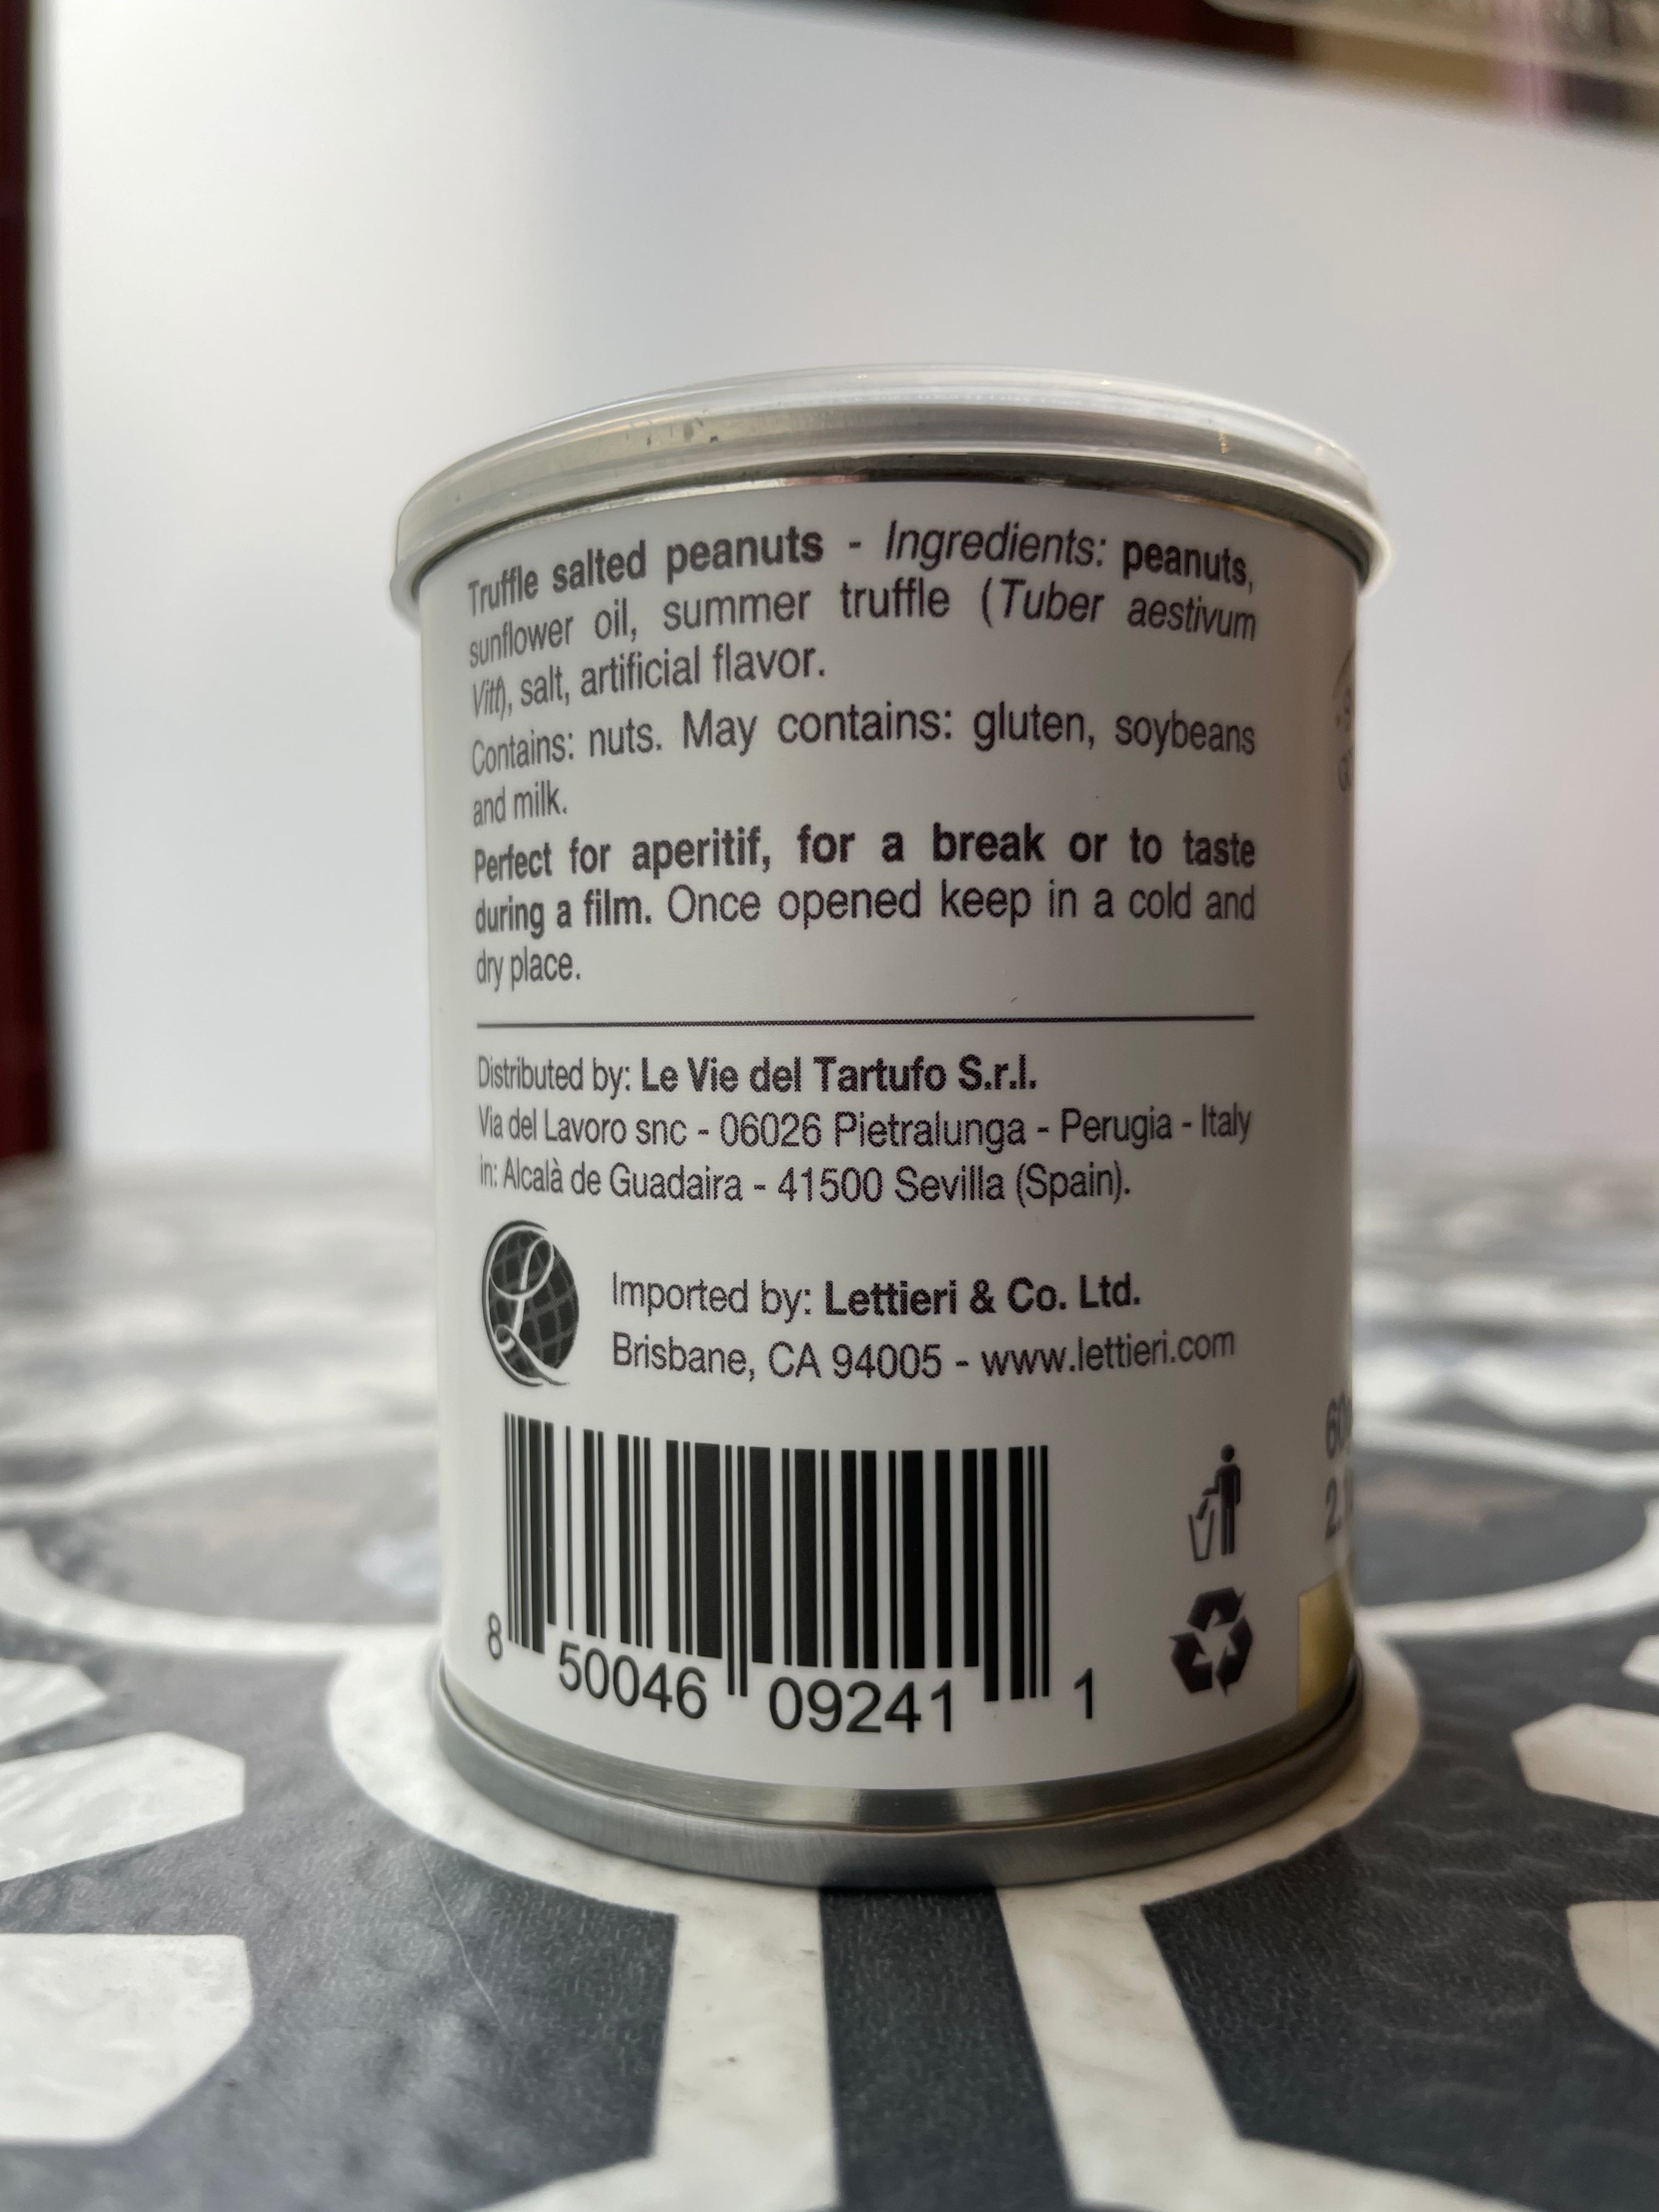 Truffle salted peanuts - Ingredients: peanuts,
sunflower oil, summer truffle (Tuber aestivum
Vitt), salt, artificial flavor.
Contains: nuts. May contains: gluten, soybeans
and milk.
Perfect for aperitif, for a break or to taste
during a film. Once opened keep in a cold and
dry place.
Distributed by: Le Vie del Tartufo S.r.l.
Via del Lavoro snc - 06026 Pietralunga - Perugia - Italy
in: Alcalà de Guadaira - 41500 Sevilla (Spain).
Imported by: Lettieri & Co. Ltd.
Brisbane, CA 94005 - www.lettieri.com
8 50046 09241 1